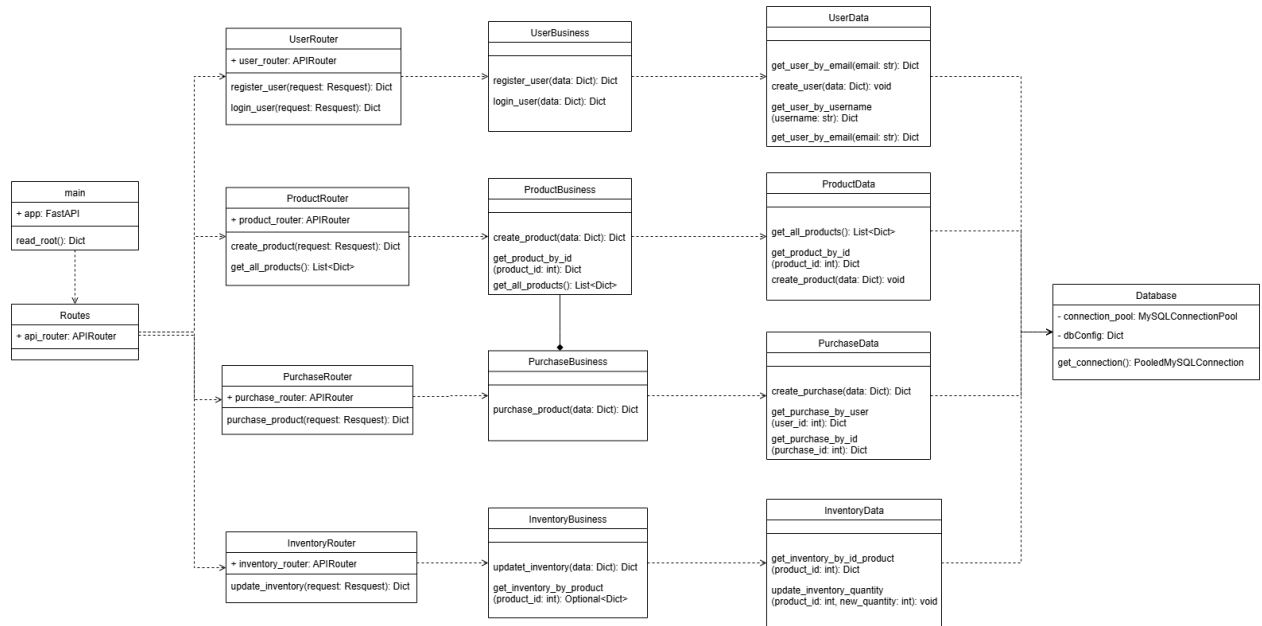 UserRouter
+ user_router: APIRouter
register_user(request: Resquest): Dict
login_user(request: Resquest): Dict
UserBusiness
register_user(data: Dict): Dict
login_user(data: Dict): Dict
UserData
get_user_by_email(email: str): Dict
create_user(data: Dict): void
get_user_by_username
(username: str): Dict
get_user_by_email(email: str): Dict
main
+ app: FastAPI
read_root(): Dict
Routes
+ api_router: APIRouter
ProductRouter
+ product_router: APIRouter
create_product(request: Resquest): Dict
get_all_products(): List<Dict>
ProductBusiness
create_product(data: Dict): Dict
get_product_by_id
(product_id: int): Dict
get_all_products(): List<Dict>
ProductData
get_all_products(): List<Dict>
get_product_by_id
(product_id: int): Dict
create_product(data: Dict): void
Database
- connection_pool: MySQLConnectionPool
- dbConfig: Dict
get_connection(): PooledMySQLConnection
PurchaseRouter
+ purchase_router: APIRouter
purchase_product(request: Resquest): Dict
PurchaseBusiness
purchase_product(data: Dict): Dict
PurchaseData
create_purchase(data: Dict): Dict
get_purchase_by_user
(user_id: int): Dict
get_purchase_by_id
(purchase_id: int): Dict
InventoryRouter
+ inventory_router: APIRouter
update_inventory(request: Resquest): Dict
InventoryBusiness
updatet_inventory(data: Dict): Dict
get_inventory_by_product
(product_id: int): Optional<Dict>
InventoryData
get_inventory_by_id_product
(product_id: int): Dict
update_inventory_quantity
(product_id: int, new_quantity: int): void